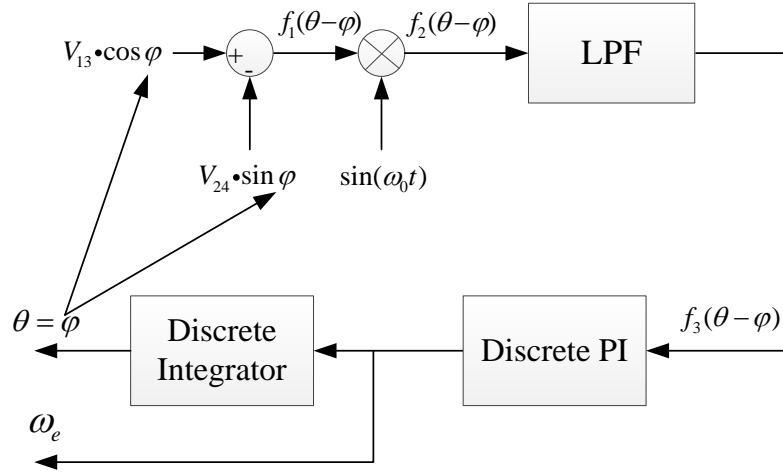 f₁(θ−φ)
f₂(θ−φ)
V₁₃•cosφ
+
-
LPF
V₂₄•sinφ
sin(ω₀t)
θ=φ
Discrete
Integrator
Discrete PI
f₃(θ−φ)
ωₑ